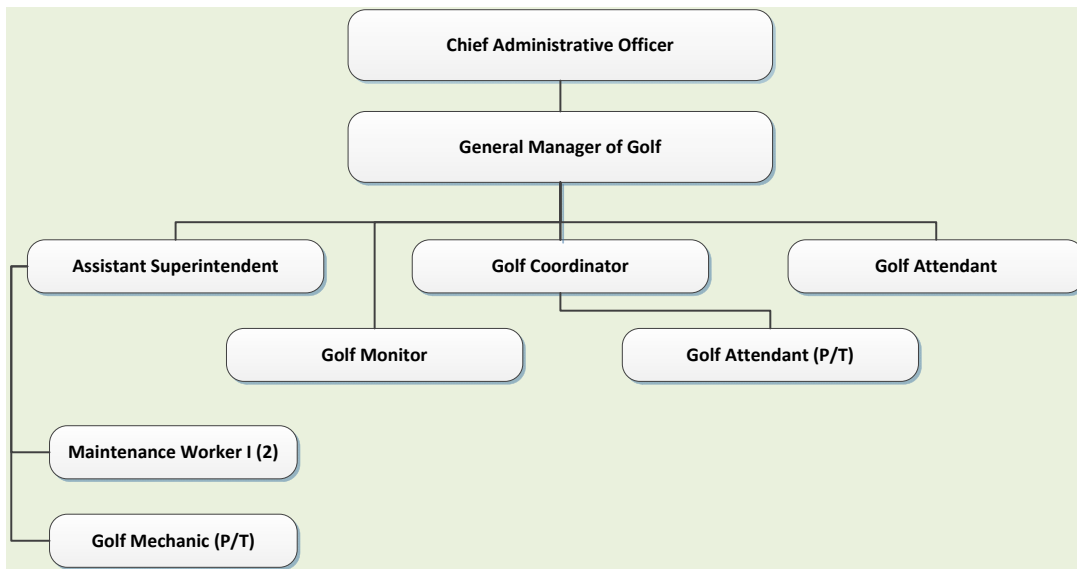 Chief Administrative Officer
General Manager of Golf
Assistant Superintendent
Golf Coordinator
Golf Attendant
Golf Monitor
Golf Attendant (P/T)
Maintenance Worker I (2)
Golf Mechanic (P/T)